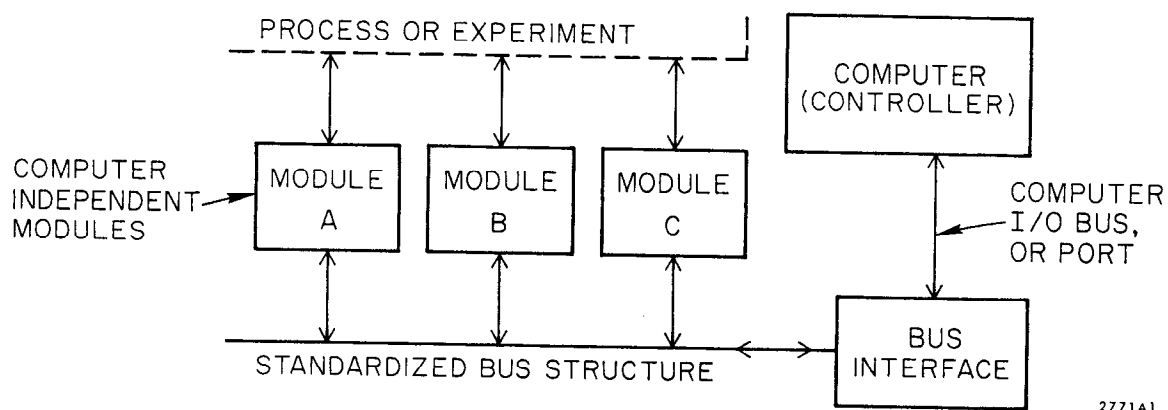 PROCESS OR EXPERIMENT
COMPUTER
(CONTROLLER)
COMPUTER
INDEPENDENT
MODULES
MODULE
A
MODULE
B
MODULE
C
COMPUTER
I/O BUS,
OR PORT
STANDARDIZED BUS STRUCTURE
BUS
INTERFACE
2771A1